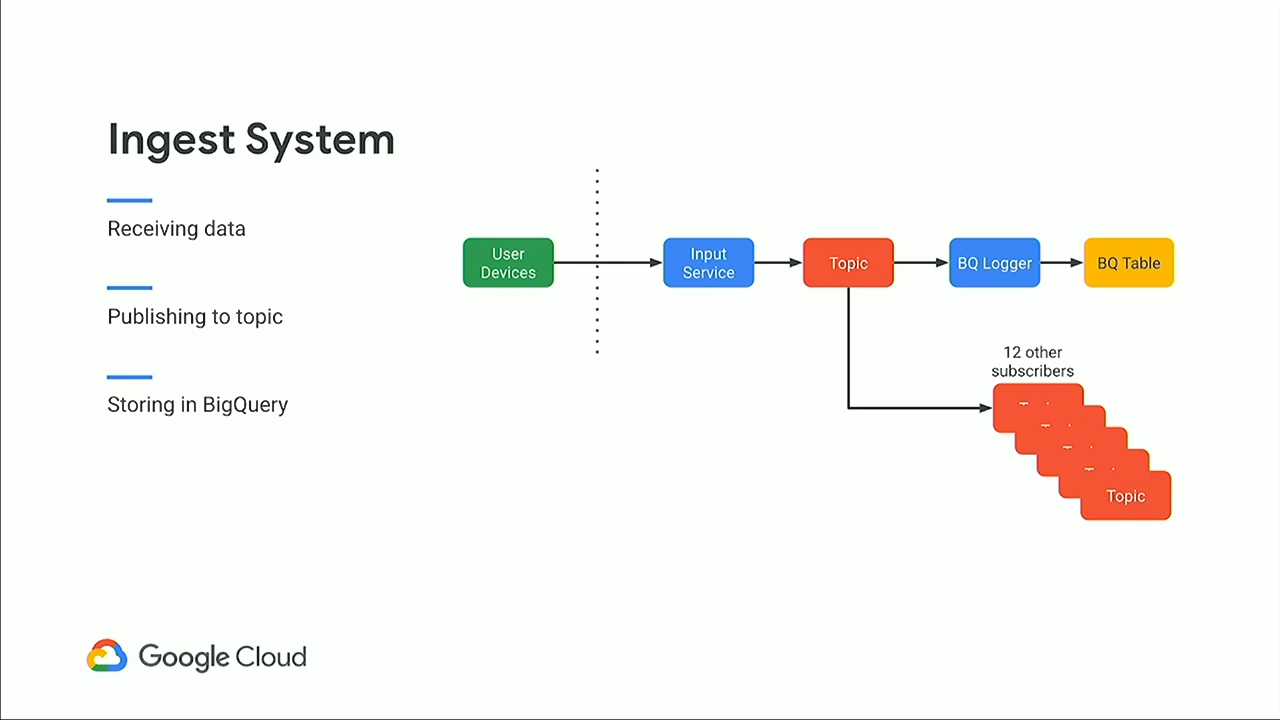 Ingest System
Receiving data
Publishing to topic
Storing in BigQuery
User
Devices
Input
Service
Topic
BQ Logger
BQ Table
12 other
subscribers
Topic
Google Cloud